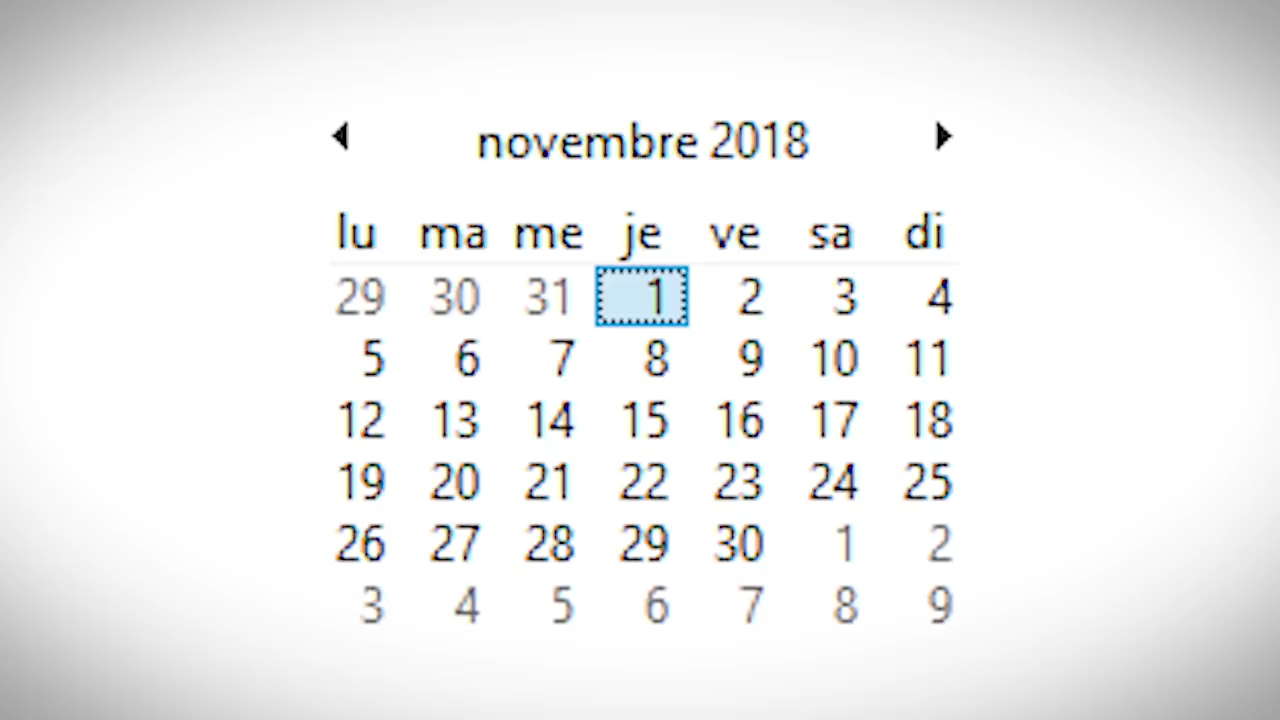 novembre 2018
lu ma me je ve sa di
29 30 31 1 2 3 4
5 6 7 8 9 10 11
12 13 14 15 16 17 18
19 20 21 22 23 24 25
26 27 28 29 30 1 2
3 4 5 6 7 8 9